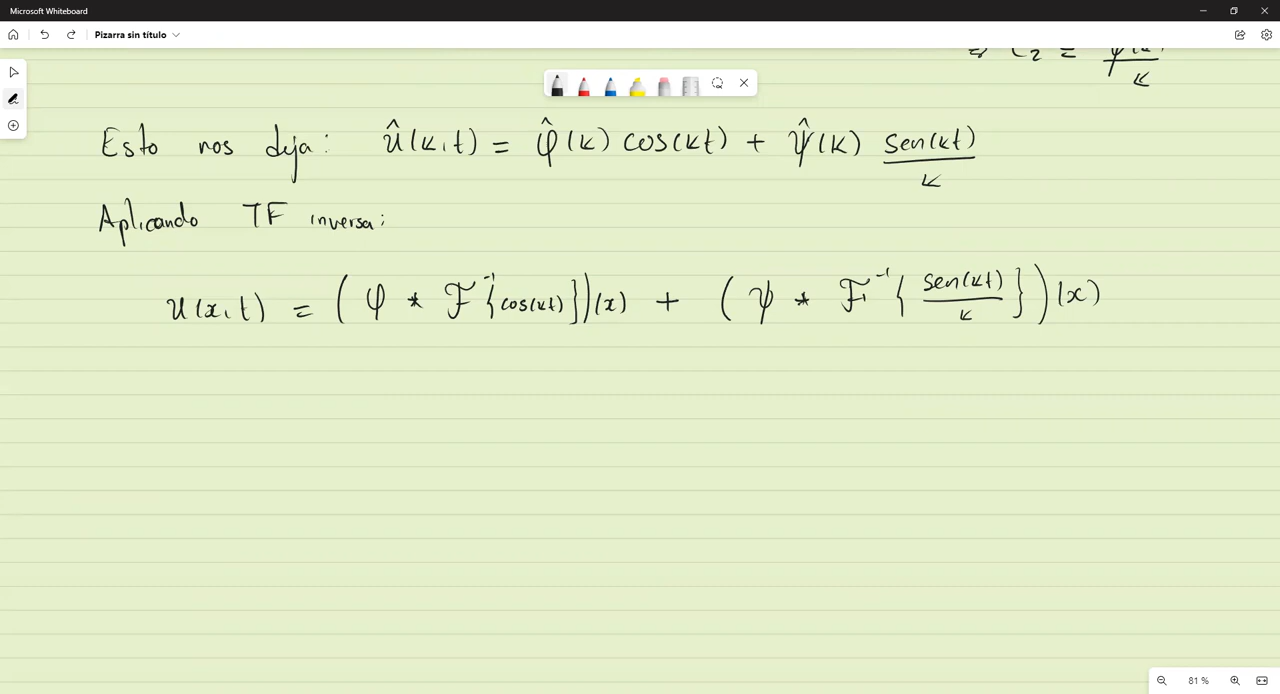 Microsoft Whiteboard
Pizarra sin título
⇒ C₂ = ψ̂(k)/k
Esto nos deja: û(k,t) = φ̂(k) cos(kt) + ψ̂(k) sen(kt)/k
Aplicando TF inversa:
u(x,t) = (φ * F⁻¹{cos(kt)})(x) + (ψ * F⁻¹{sen(kt)/k})(x)
81 %